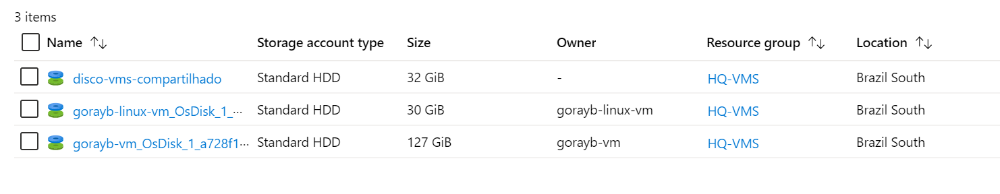 3 items
Name ↑↓ Storage account type Size Owner Resource group ↑↓ Location ↑↓
disco-vms-compartilhado Standard HDD 32 GiB - HQ-VMS Brazil South
gorayb-linux-vm_OsDisk_1_··· Standard HDD 30 GiB gorayb-linux-vm HQ-VMS Brazil South
gorayb-vm_OsDisk_1_a728f1··· Standard HDD 127 GiB gorayb-vm HQ-VMS Brazil South